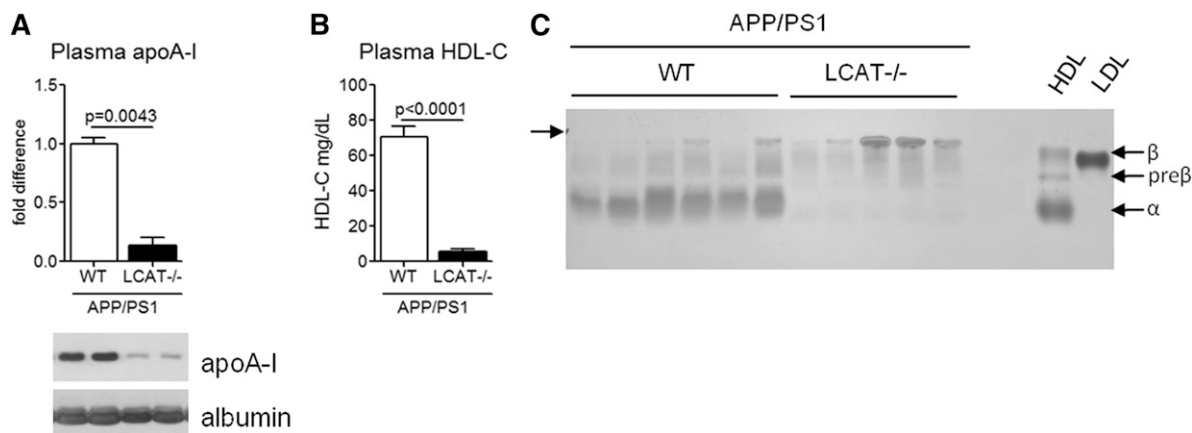 A
Plasma apoA-I
fold difference
1.5
1.0
0.5
0.0
p=0.0043
WT LCAT-/-
APP/PS1
apoA-I
albumin
B
Plasma HDL-C
HDL-C mg/dL
100
80
60
40
20
0
p<0.0001
WT LCAT-/-
APP/PS1
C
APP/PS1
WT LCAT-/-
HDL LDL
β
preβ
α